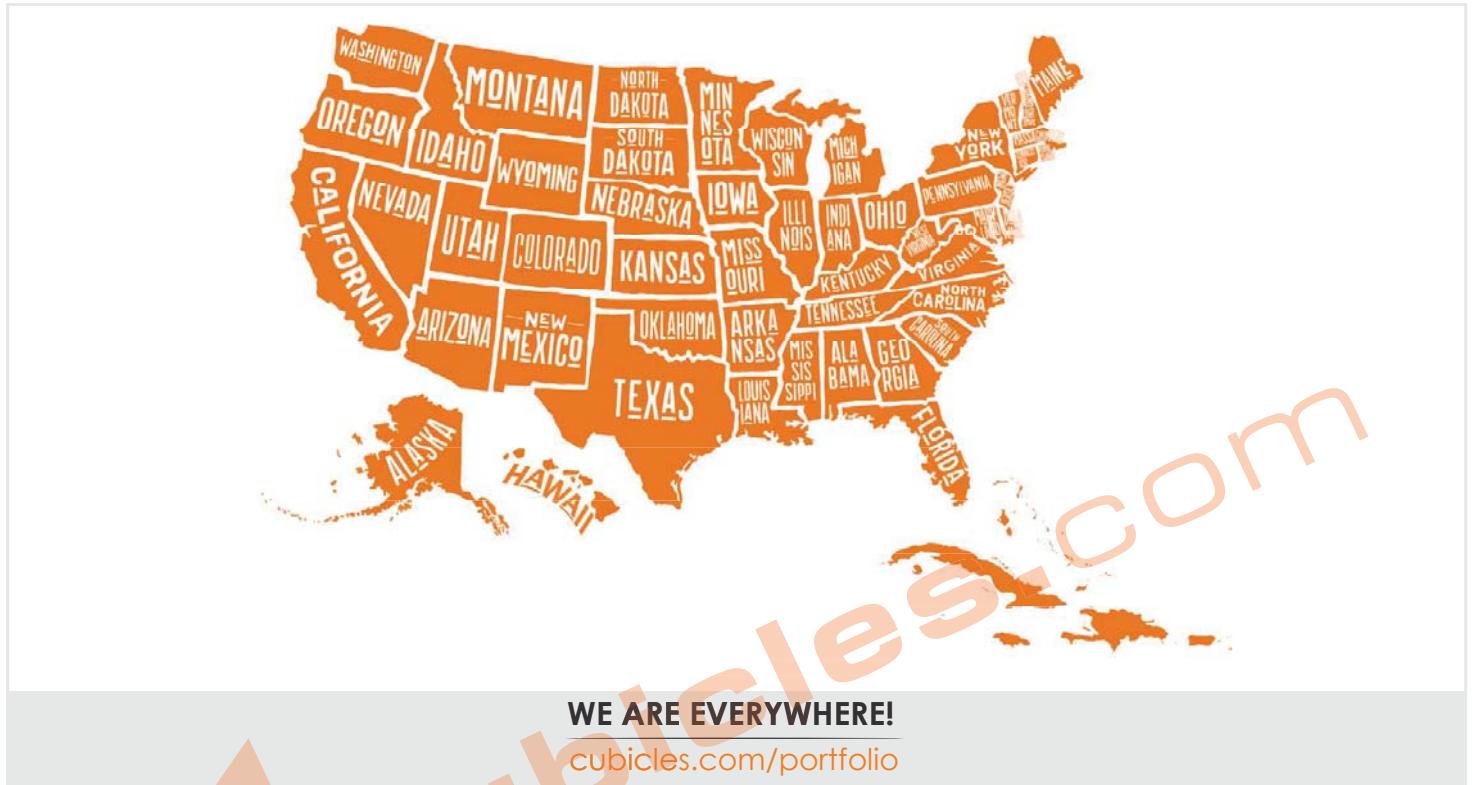 WASHINGTON
MONTANA
NORTH
DAKOTA
MIN
NES
OTA
MAINE
OREGON
IDAHO
WYOMING
SOUTH
DAKOTA
WISCON
SIN
MICH
IGAN
NEW
YORK
CALIFORNIA
NEVADA
UTAH
COLORADO
NEBRASKA
IOWA
ILLI
NOIS
INDI
ANA
OHIO
PENNSYLVANIA
KANSAS
MISS
OURI
KENTUCKY
WEST
VIRGINIA
VIRGINIA
DC
ARIZONA
NEW
MEXICO
OKLAHOMA
ARKA
NSAS
TENNESSEE
NORTH
CAROLINA
SOUTH
CAROLINA
TEXAS
LOUIS
IANA
MIS
SIS
SIPPI
ALA
BAMA
GEO
RGIA
FLORIDA
ALASKA
HAWAII
cubicles.com
WE ARE EVERYWHERE!
cubicles.com/portfolio